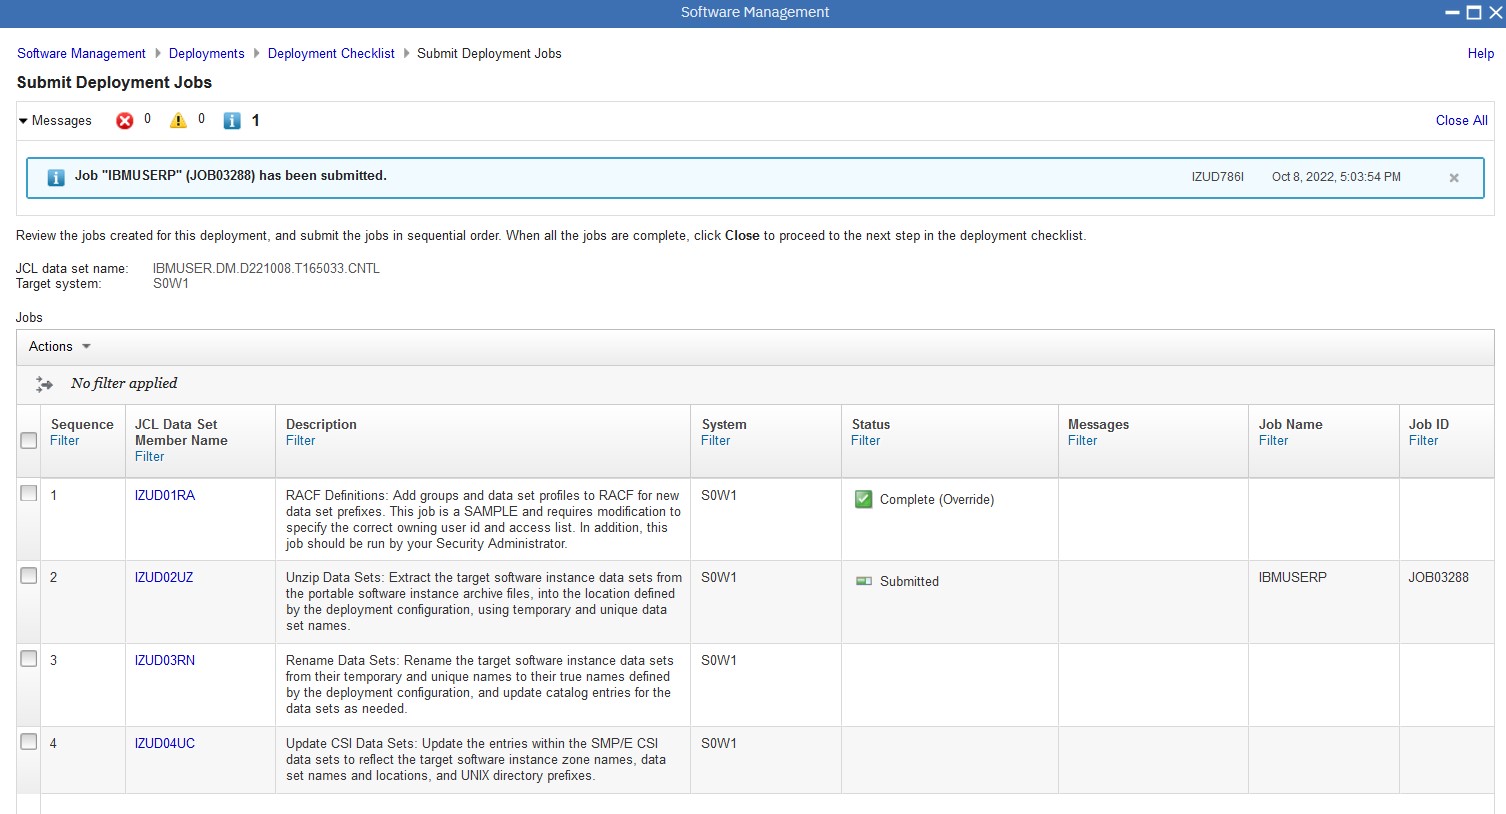 Software Management
Software Management Deployments Deployment Checklist Submit Deployment Jobs Help
Submit Deployment Jobs
Messages 0 0 1 Close All
Job "IBMUSERP" (JOB03288) has been submitted. IZUD786I Oct 8, 2022, 5:03:54 PM
Review the jobs created for this deployment, and submit the jobs in sequential order. When all the jobs are complete, click Close to proceed to the next step in the deployment checklist.
JCL data set name: IBMUSER.DM.D221008.T165033.CNTL
Target system: S0W1
Jobs
Actions
No filter applied
Sequence
Filter
JCL Data Set
Member Name
Filter
Description
Filter
System
Filter
Status
Filter
Messages
Filter
Job Name
Filter
Job ID
Filter
1
IZUD01RA
RACF Definitions: Add groups and data set profiles to RACF for new
data set prefixes. This job is a SAMPLE and requires modification to
specify the correct owning user id and access list. In addition, this
job should be run by your Security Administrator.
S0W1
Complete (Override)
2
IZUD02UZ
Unzip Data Sets: Extract the target software instance data sets from
the portable software instance archive files, into the location defined
by the deployment configuration, using temporary and unique data
set names.
S0W1
Submitted
IBMUSERP
JOB03288
3
IZUD03RN
Rename Data Sets: Rename the target software instance data sets
from their temporary and unique names to their true names defined
by the deployment configuration, and update catalog entries for the
data sets as needed.
S0W1
4
IZUD04UC
Update CSI Data Sets: Update the entries within the SMP/E CSI
data sets to reflect the target software instance zone names, data
set names and locations, and UNIX directory prefixes.
S0W1